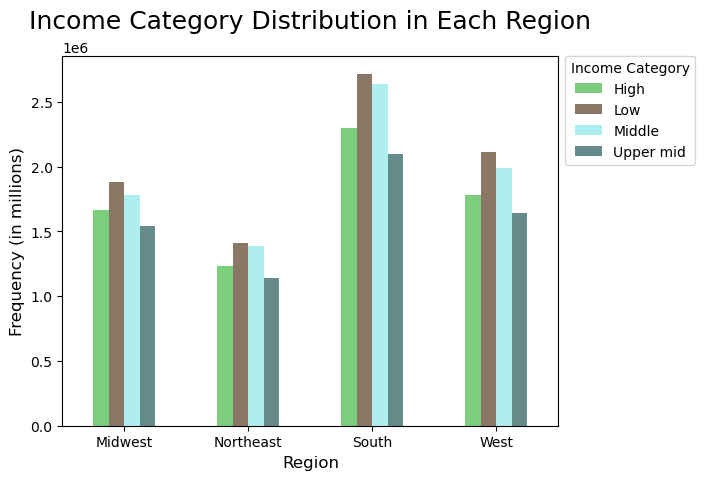 Income Category Distribution in Each Region
1e6
Income Category
High
Low
Middle
Upper mid
Frequency (in millions)
2.5
2.0
1.5
1.0
0.5
0.0
Midwest Northeast South West
Region